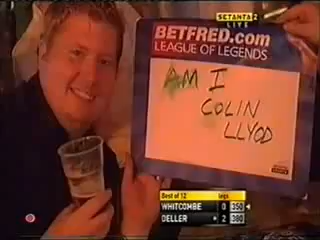 SETANTA 2
LIVE
BETFRED.com
LEAGUE OF LEGENDS
AM I
COLIN
LLYOD
Best of 12 legs
WHITCOMBE 0 350
DELLER 2 380